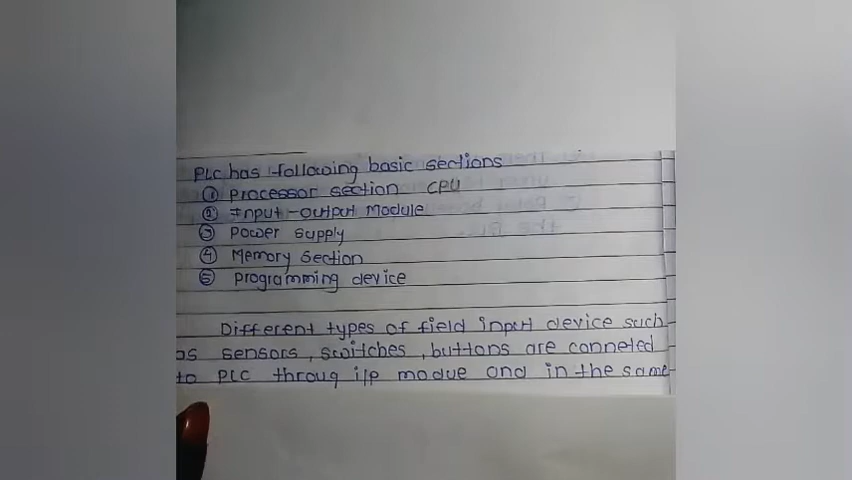 PLC has following basic sections
① Processor section CPU
② Input-output Module
③ Power supply
④ Memory section
⑤ Programming device
Different types of field input device such
as sensors, switches, buttons are conneted
to PLC throug i/p modue and in the same